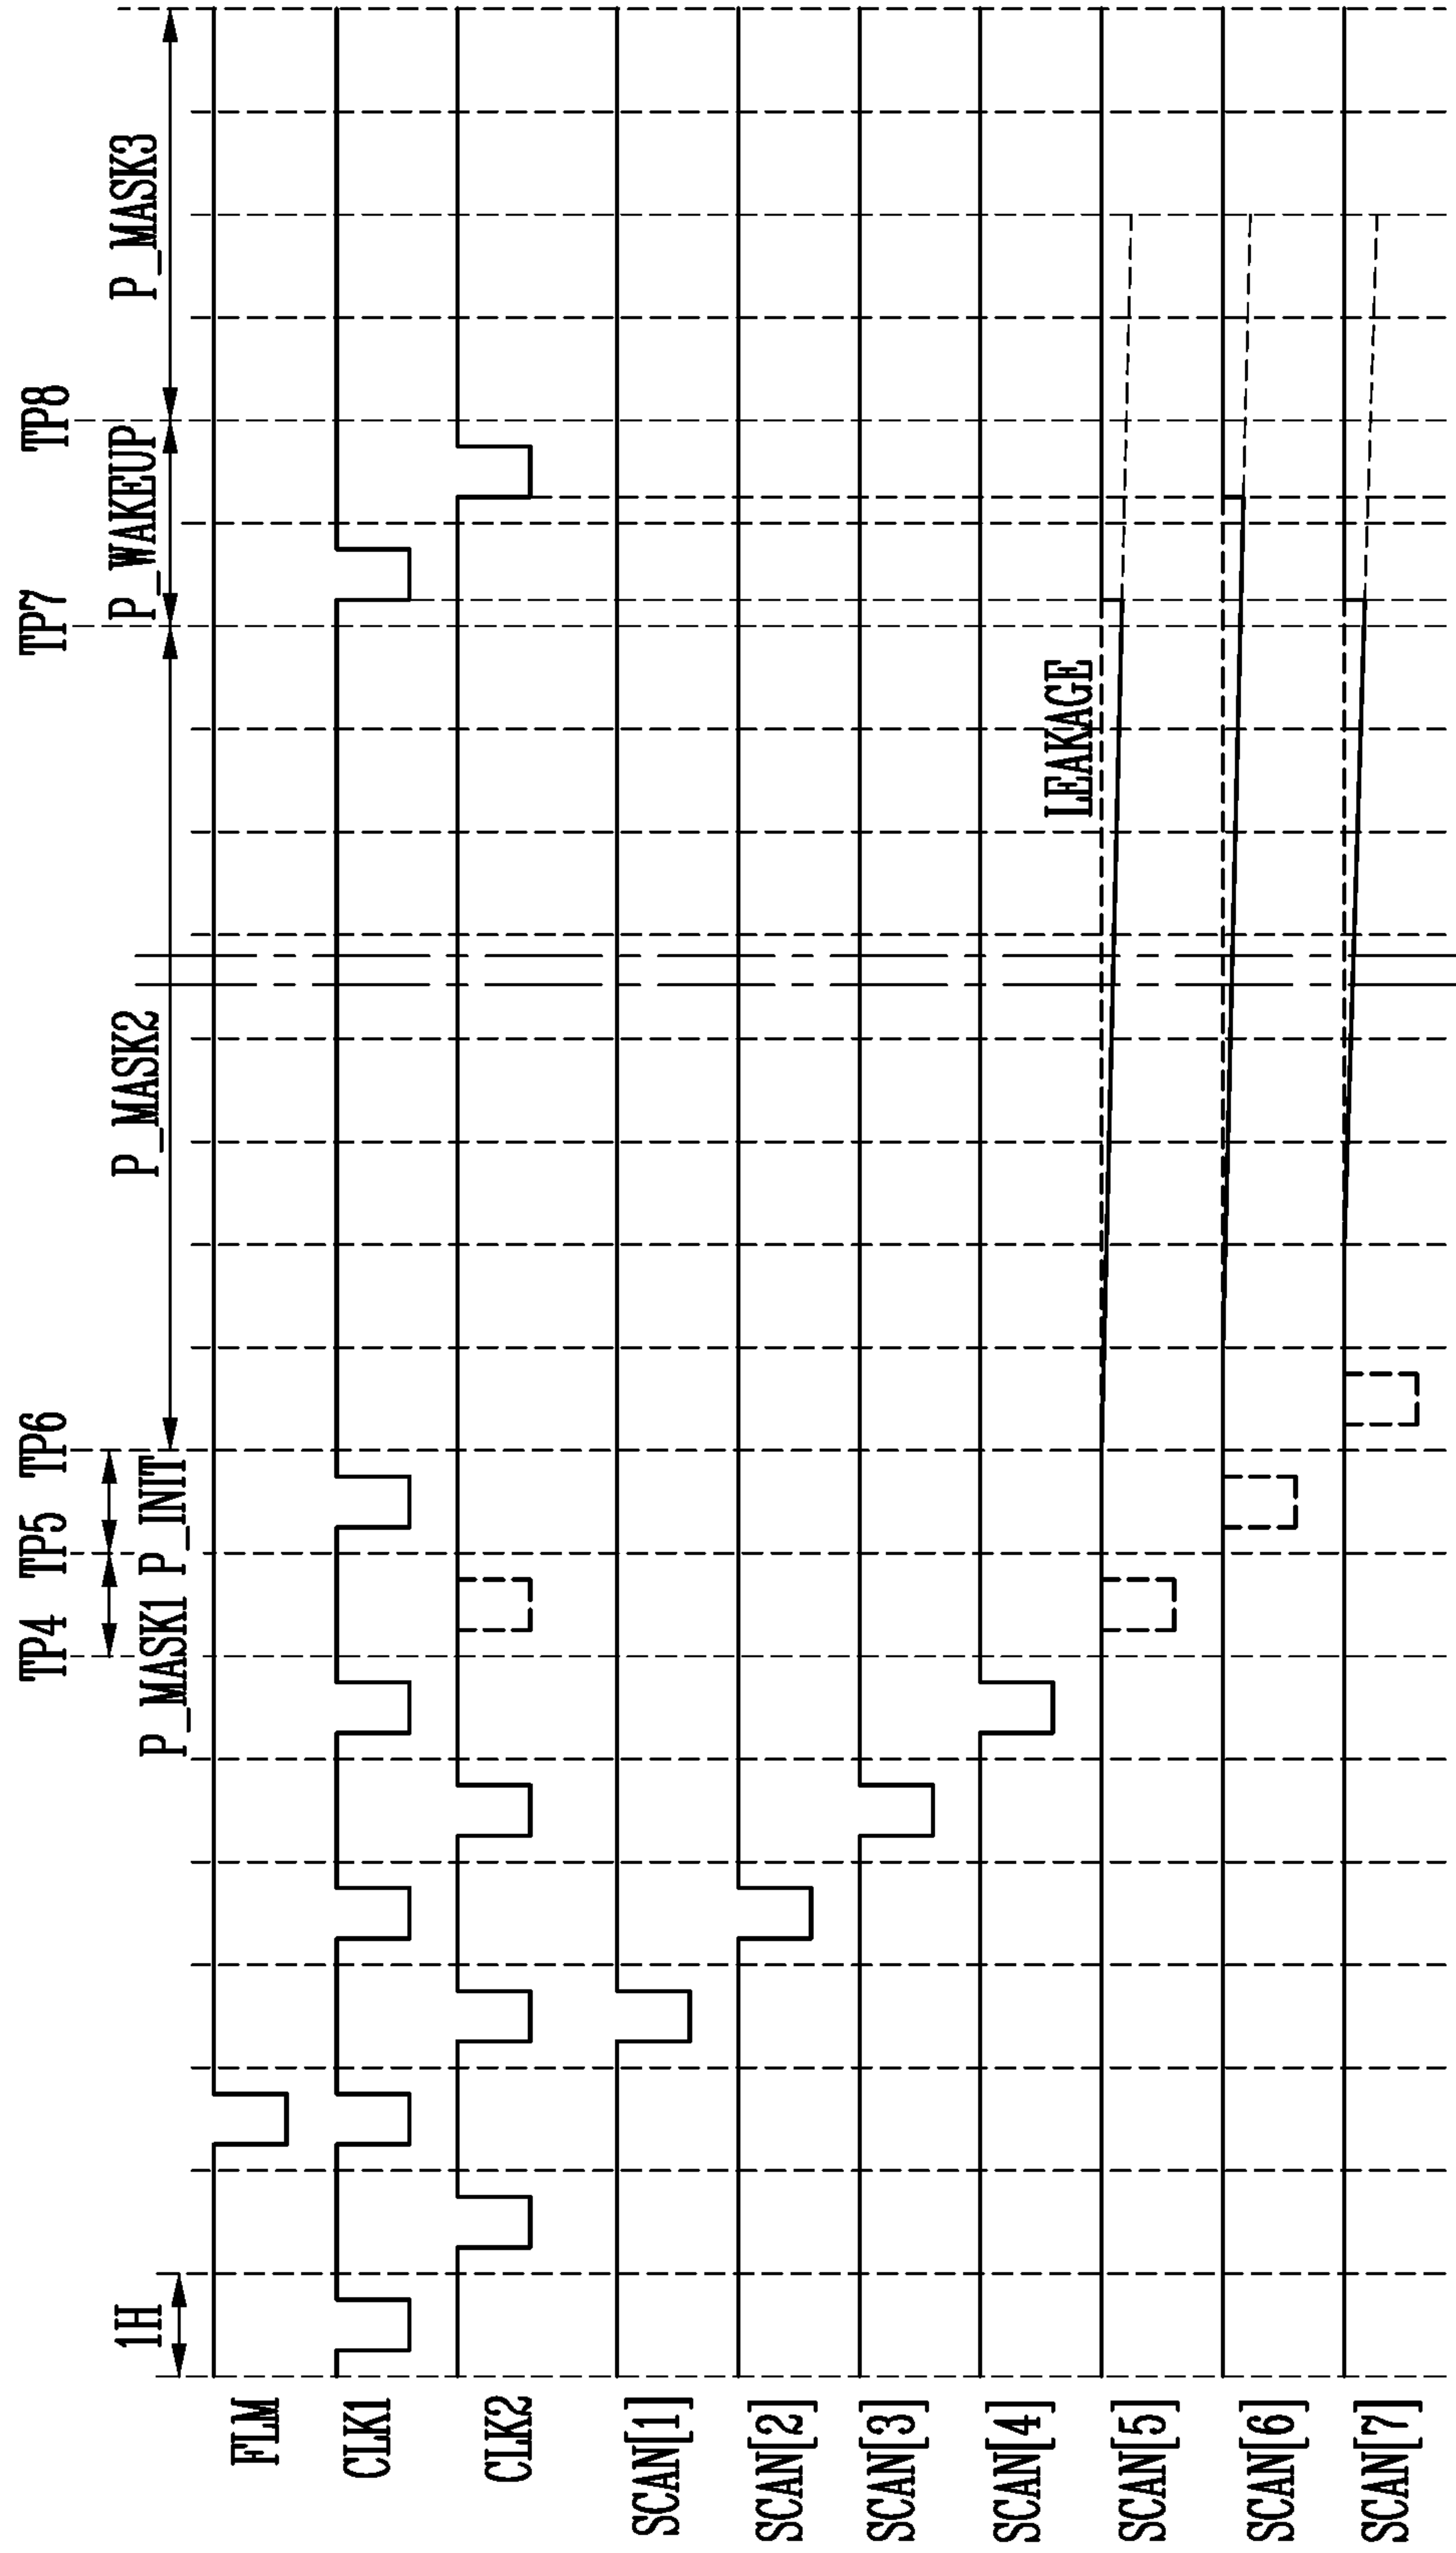 TP4 TP5 TP6 TP7 TP8
1H P_MASK1 P_INIT P_MASK2 P_WAKEUP P_MASK3
FLM
CLK1
CLK2
SCAN[1]
SCAN[2]
SCAN[3]
SCAN[4]
LEAKAGE
SCAN[5]
SCAN[6]
SCAN[7]